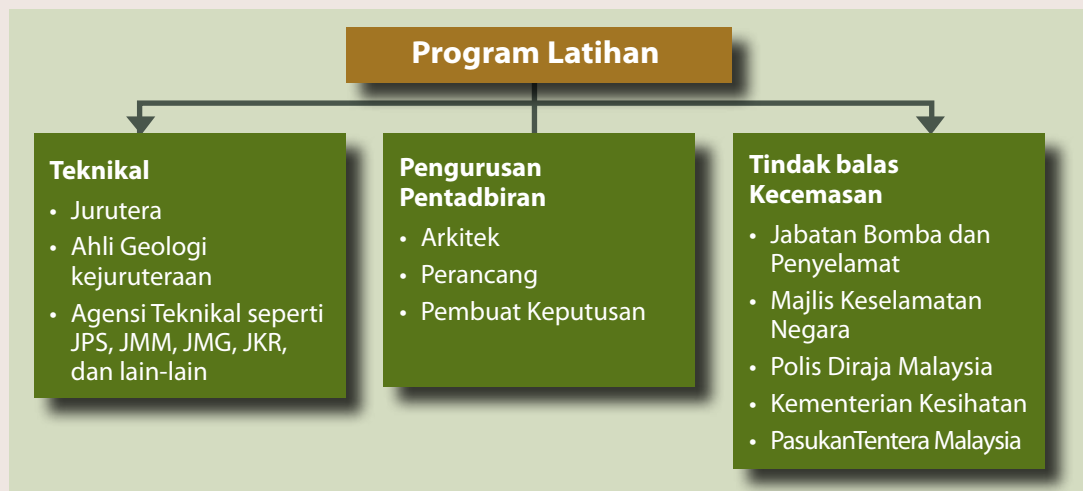 Program Latihan
Teknikal
• Jurutera
• Ahli Geologi
kejuruteraan
• Agensi Teknikal seperti
JPS, JMM, JMG, JKR,
dan lain-lain
Pengurusan
Pentadbiran
• Arkitek
• Perancang
• Pembuat Keputusan
Tindak balas
Kecemasan
• Jabatan Bomba dan
Penyelamat
• Majlis Keselamatan
Negara
• Polis Diraja Malaysia
• Kementerian Kesihatan
• PasukanTentera Malaysia